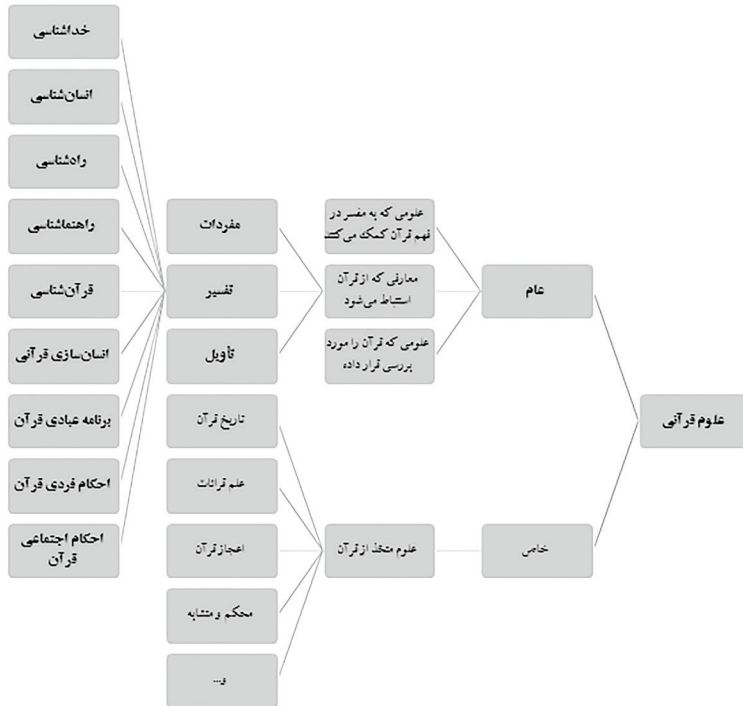 علوم قرآنی
عام
خاص
علومی که به مفسر در
فهم قرآن کمک می‌کنند
معارفی که از قرآن
استنباط می‌شود
علومی که قرآن را مورد
بررسی قرار داده
علوم متخذ از قرآن
مفردات
تفسیر
تأویل
تاریخ قرآن
علم قرائات
اعجاز قرآن
محکم و متشابه
و...
خداشناسی
انسان‌شناسی
راه‌شناسی
راهنماشناسی
قرآن‌شناسی
انسان‌سازی قرآنی
برنامه عبادی قرآن
احکام فردی قرآن
احکام اجتماعی
قرآن